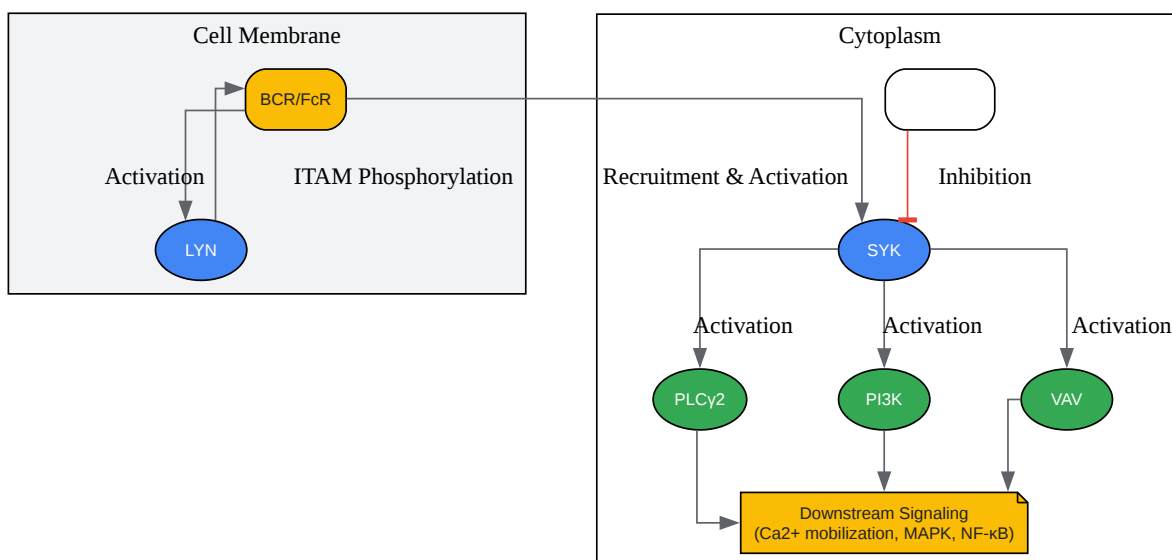 Cell Membrane
Cytoplasm
BCR/FcR
Activation
ITAM Phosphorylation
Recruitment & Activation
Inhibition
LYN
SYK
Activation
Activation
Activation
PLCγ2
PI3K
VAV
Downstream Signaling
(Ca2+ mobilization, MAPK, NF-κB)